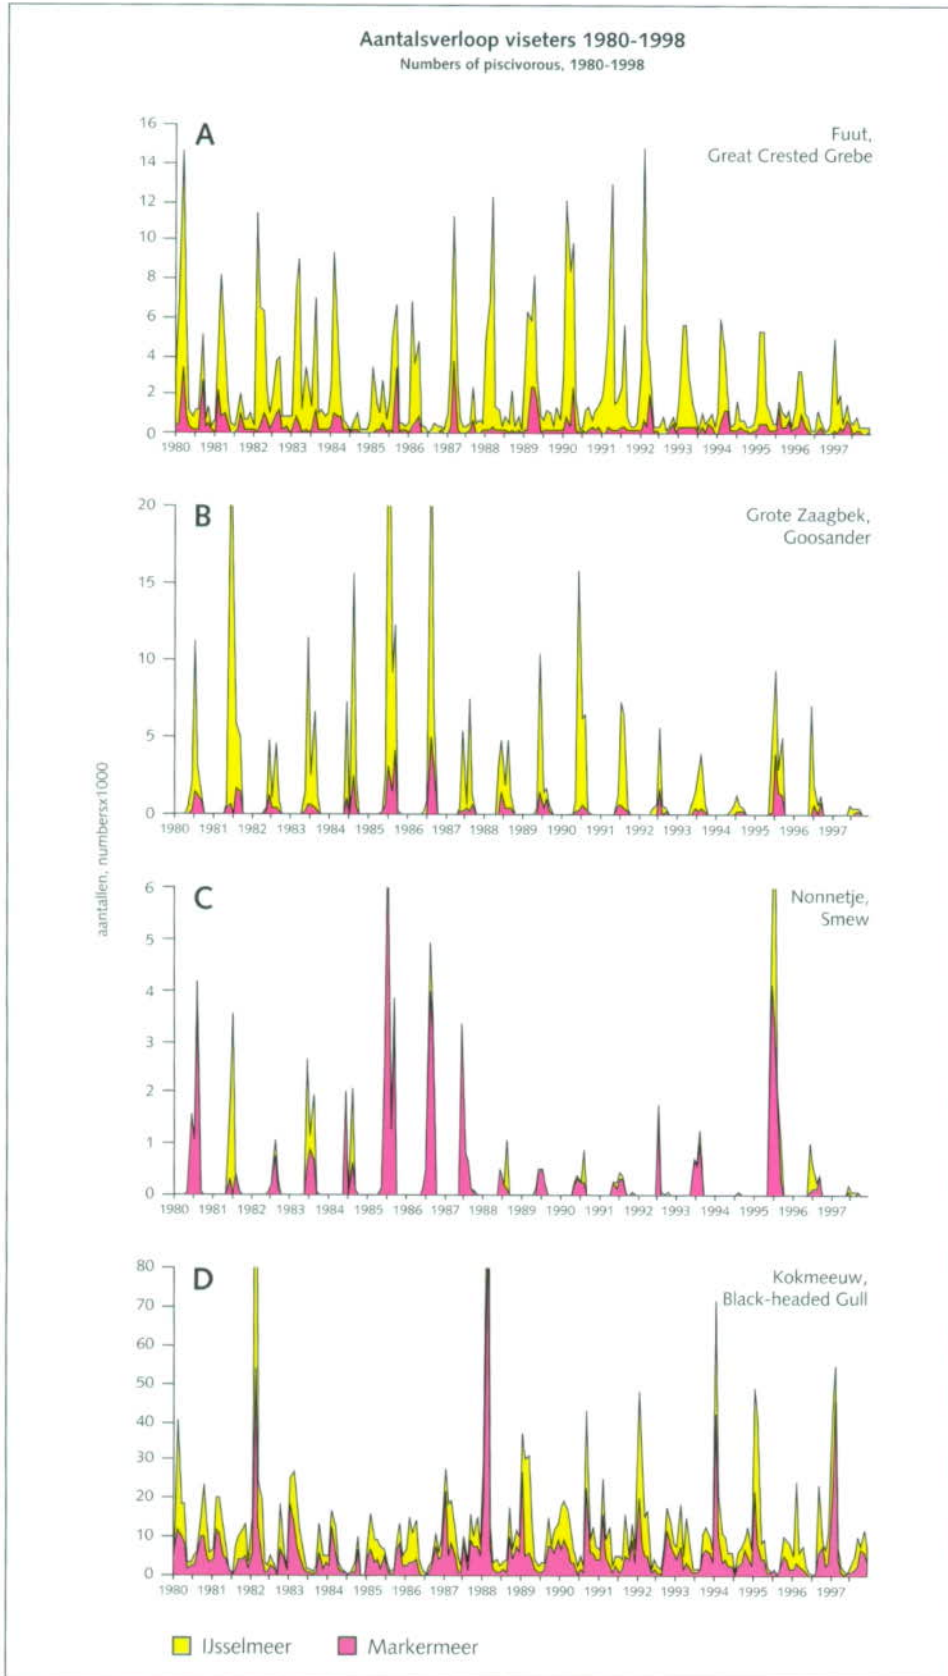 Aantalsverloop viseters 1980-1998
Numbers of piscivorous, 1980-1998
aantallen, numbersx1000
A
Fuut,
Great Crested Grebe
16
14
12
10
8
6
4
2
0
1980 1981 1982 1983 1984 1985 1986 1987 1988 1989 1990 1991 1992 1993 1994 1995 1996 1997
B
Grote Zaagbek,
Goosander
20
15
10
5
0
1980 1981 1982 1983 1984 1985 1986 1987 1988 1989 1990 1991 1992 1993 1994 1995 1996 1997
C
Nonnetje,
Smew
6
5
4
3
2
1
0
1980 1981 1982 1983 1984 1985 1986 1987 1988 1989 1990 1991 1992 1993 1994 1995 1996 1997
D
Kokmeeuw,
Black-headed Gull
80
70
60
50
40
30
20
10
0
1980 1981 1982 1983 1984 1985 1986 1987 1988 1989 1990 1991 1992 1993 1994 1995 1996 1997
IJsselmeer
Markermeer